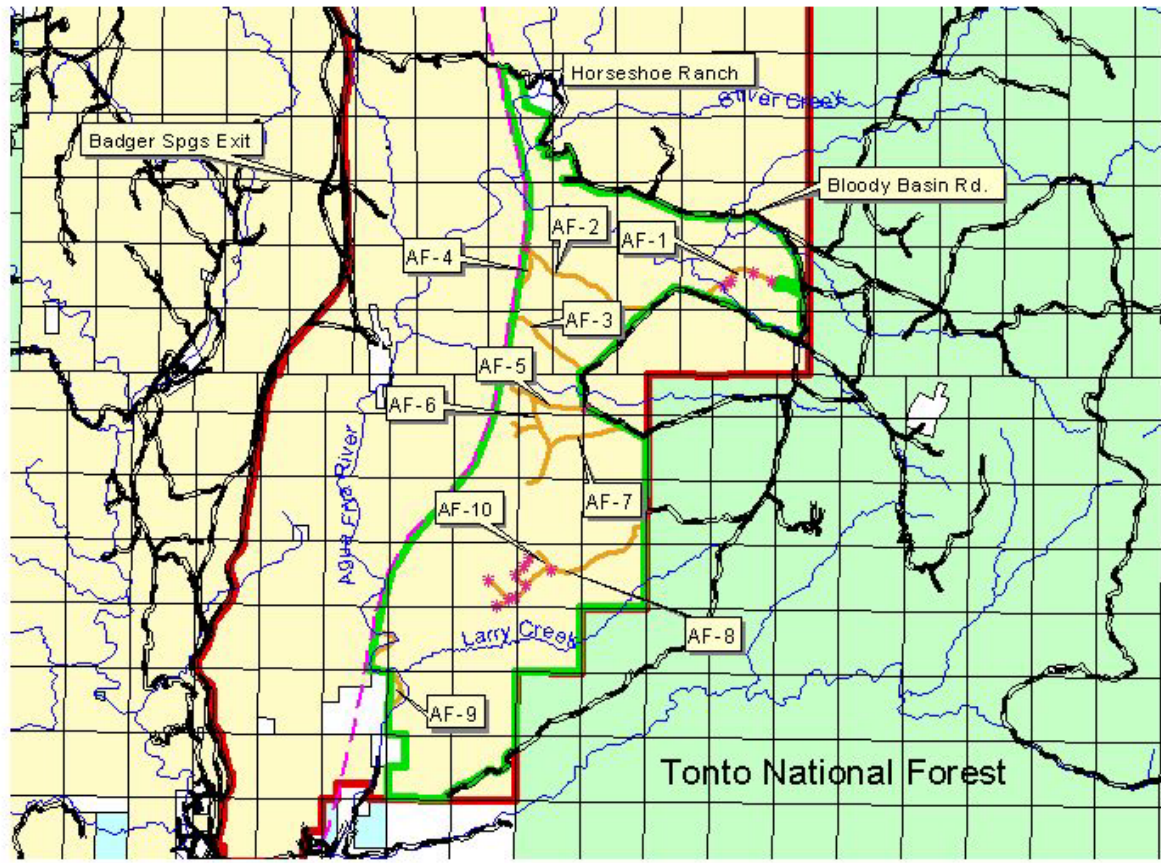 Horseshoe Ranch
Silver Creek
Badger Spgs Exit
Bloody Basin Rd.
AF-2
AF-1
AF-4
AF-3
AF-5
AF-6
AF-7
AF-10
Agua Fria River
Larry Creek
AF-8
AF-9
Tonto National Forest